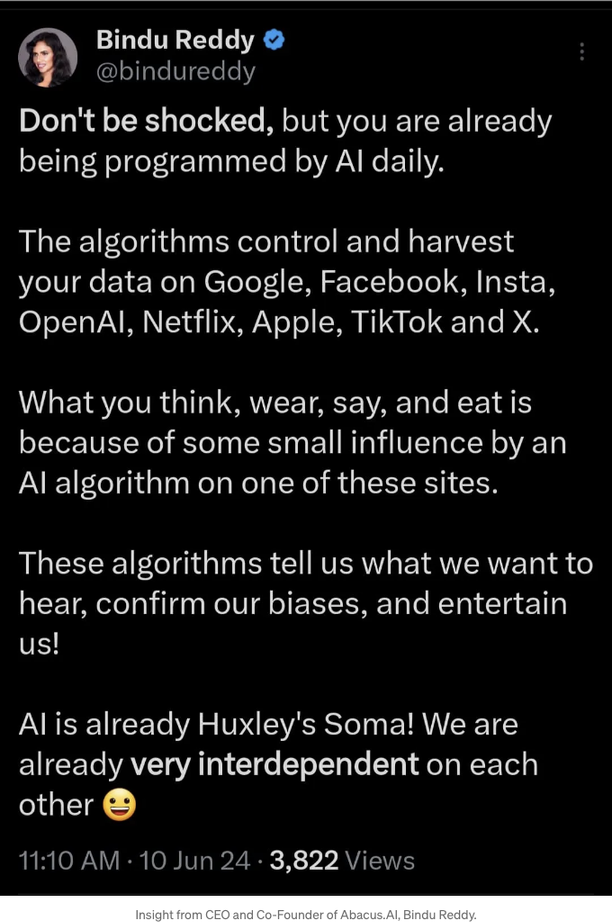 Bindu Reddy
@bindureddy
Don't be shocked, but you are already
being programmed by AI daily.
The algorithms control and harvest
your data on Google, Facebook, Insta,
OpenAI, Netflix, Apple, TikTok and X.
What you think, wear, say, and eat is
because of some small influence by an
AI algorithm on one of these sites.
These algorithms tell us what we want to
hear, confirm our biases, and entertain
us!
AI is already Huxley's Soma! We are
already very interdependent on each
other 😀
11:10 AM · 10 Jun 24 · 3,822 Views
Insight from CEO and Co-Founder of Abacus.AI, Bindu Reddy.